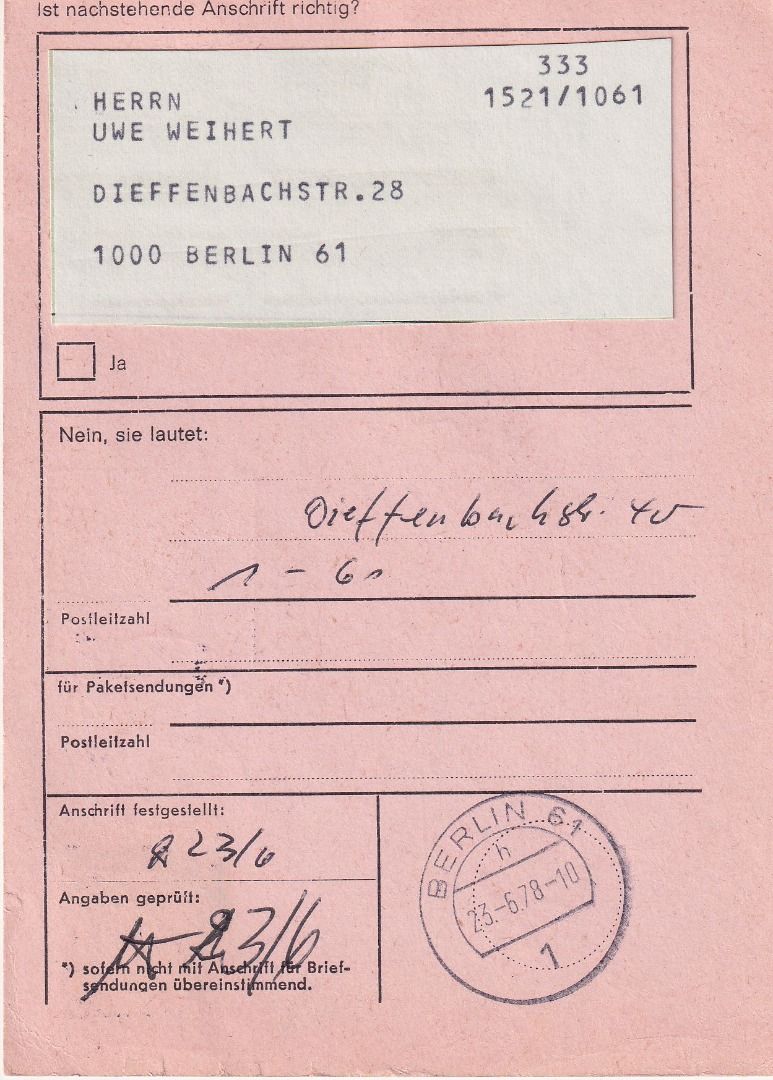 Ist nachstehende Anschrift richtig?
333
1521/1061
HERRN
UWE WEIHERT
DIEFFENBACHSTR.28
1000 BERLIN 61
Ja
Nein, sie lautet:
Dieffenbachstr.
1 - 61
Postleitzahl
für Paketsendungen *)
Postleitzahl
Anschrift festgestellt:
23/6
Angaben geprüft:
23/6
*) sofern nicht mit Anschrift für Brief-
sendungen übereinstimmend.
BERLIN 61
h
23.-6.78-10
1